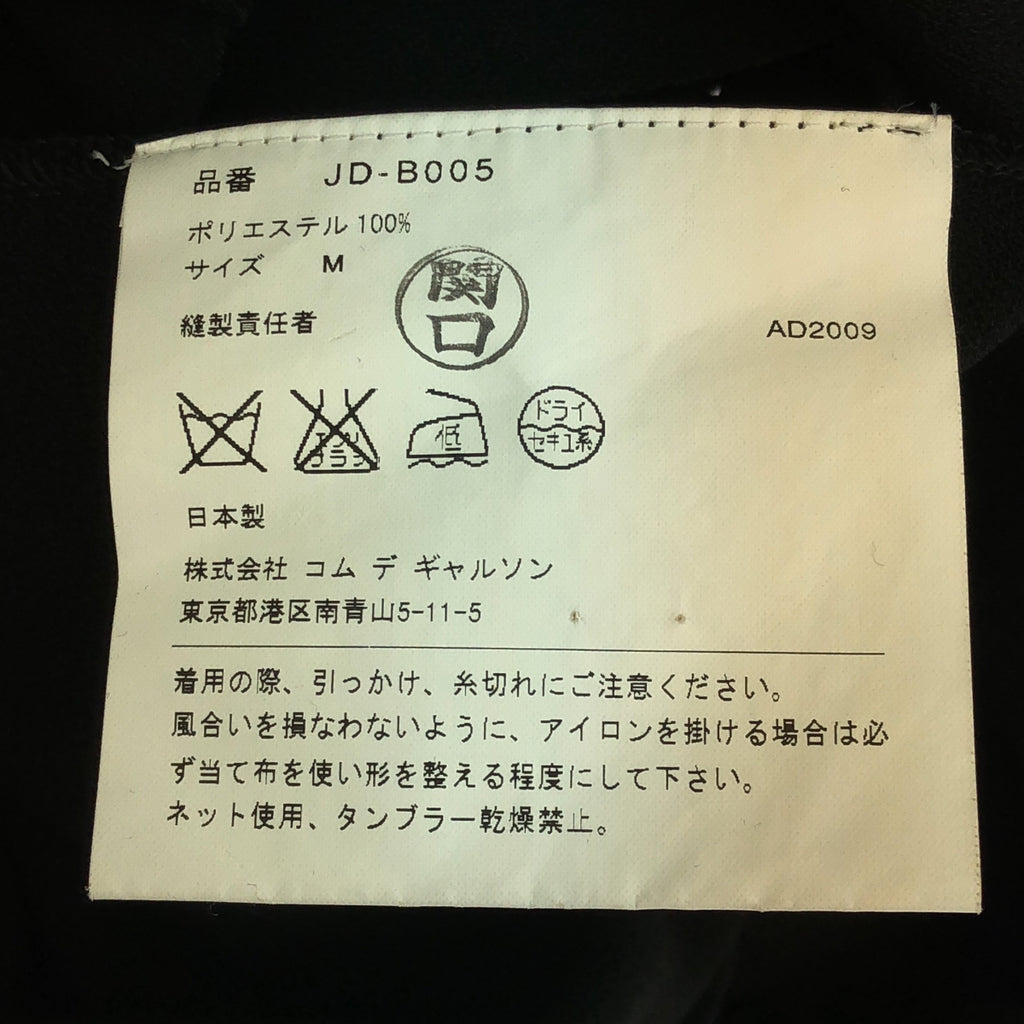 品番 JD-B005
ポリエステル 100%
サイズ M
関口
縫製責任者
AD2009
エンソ
フラシ
低
ドライ
セキユ系
日本製
株式会社 コム デ ギャルソン
東京都港区南青山5-11-5
着用の際、引っかけ、糸切れにご注意ください。
風合いを損なわないように、アイロンを掛ける場合は必
ず当て布を使い形を整える程度にして下さい。
ネット使用、タンブラー乾燥禁止。